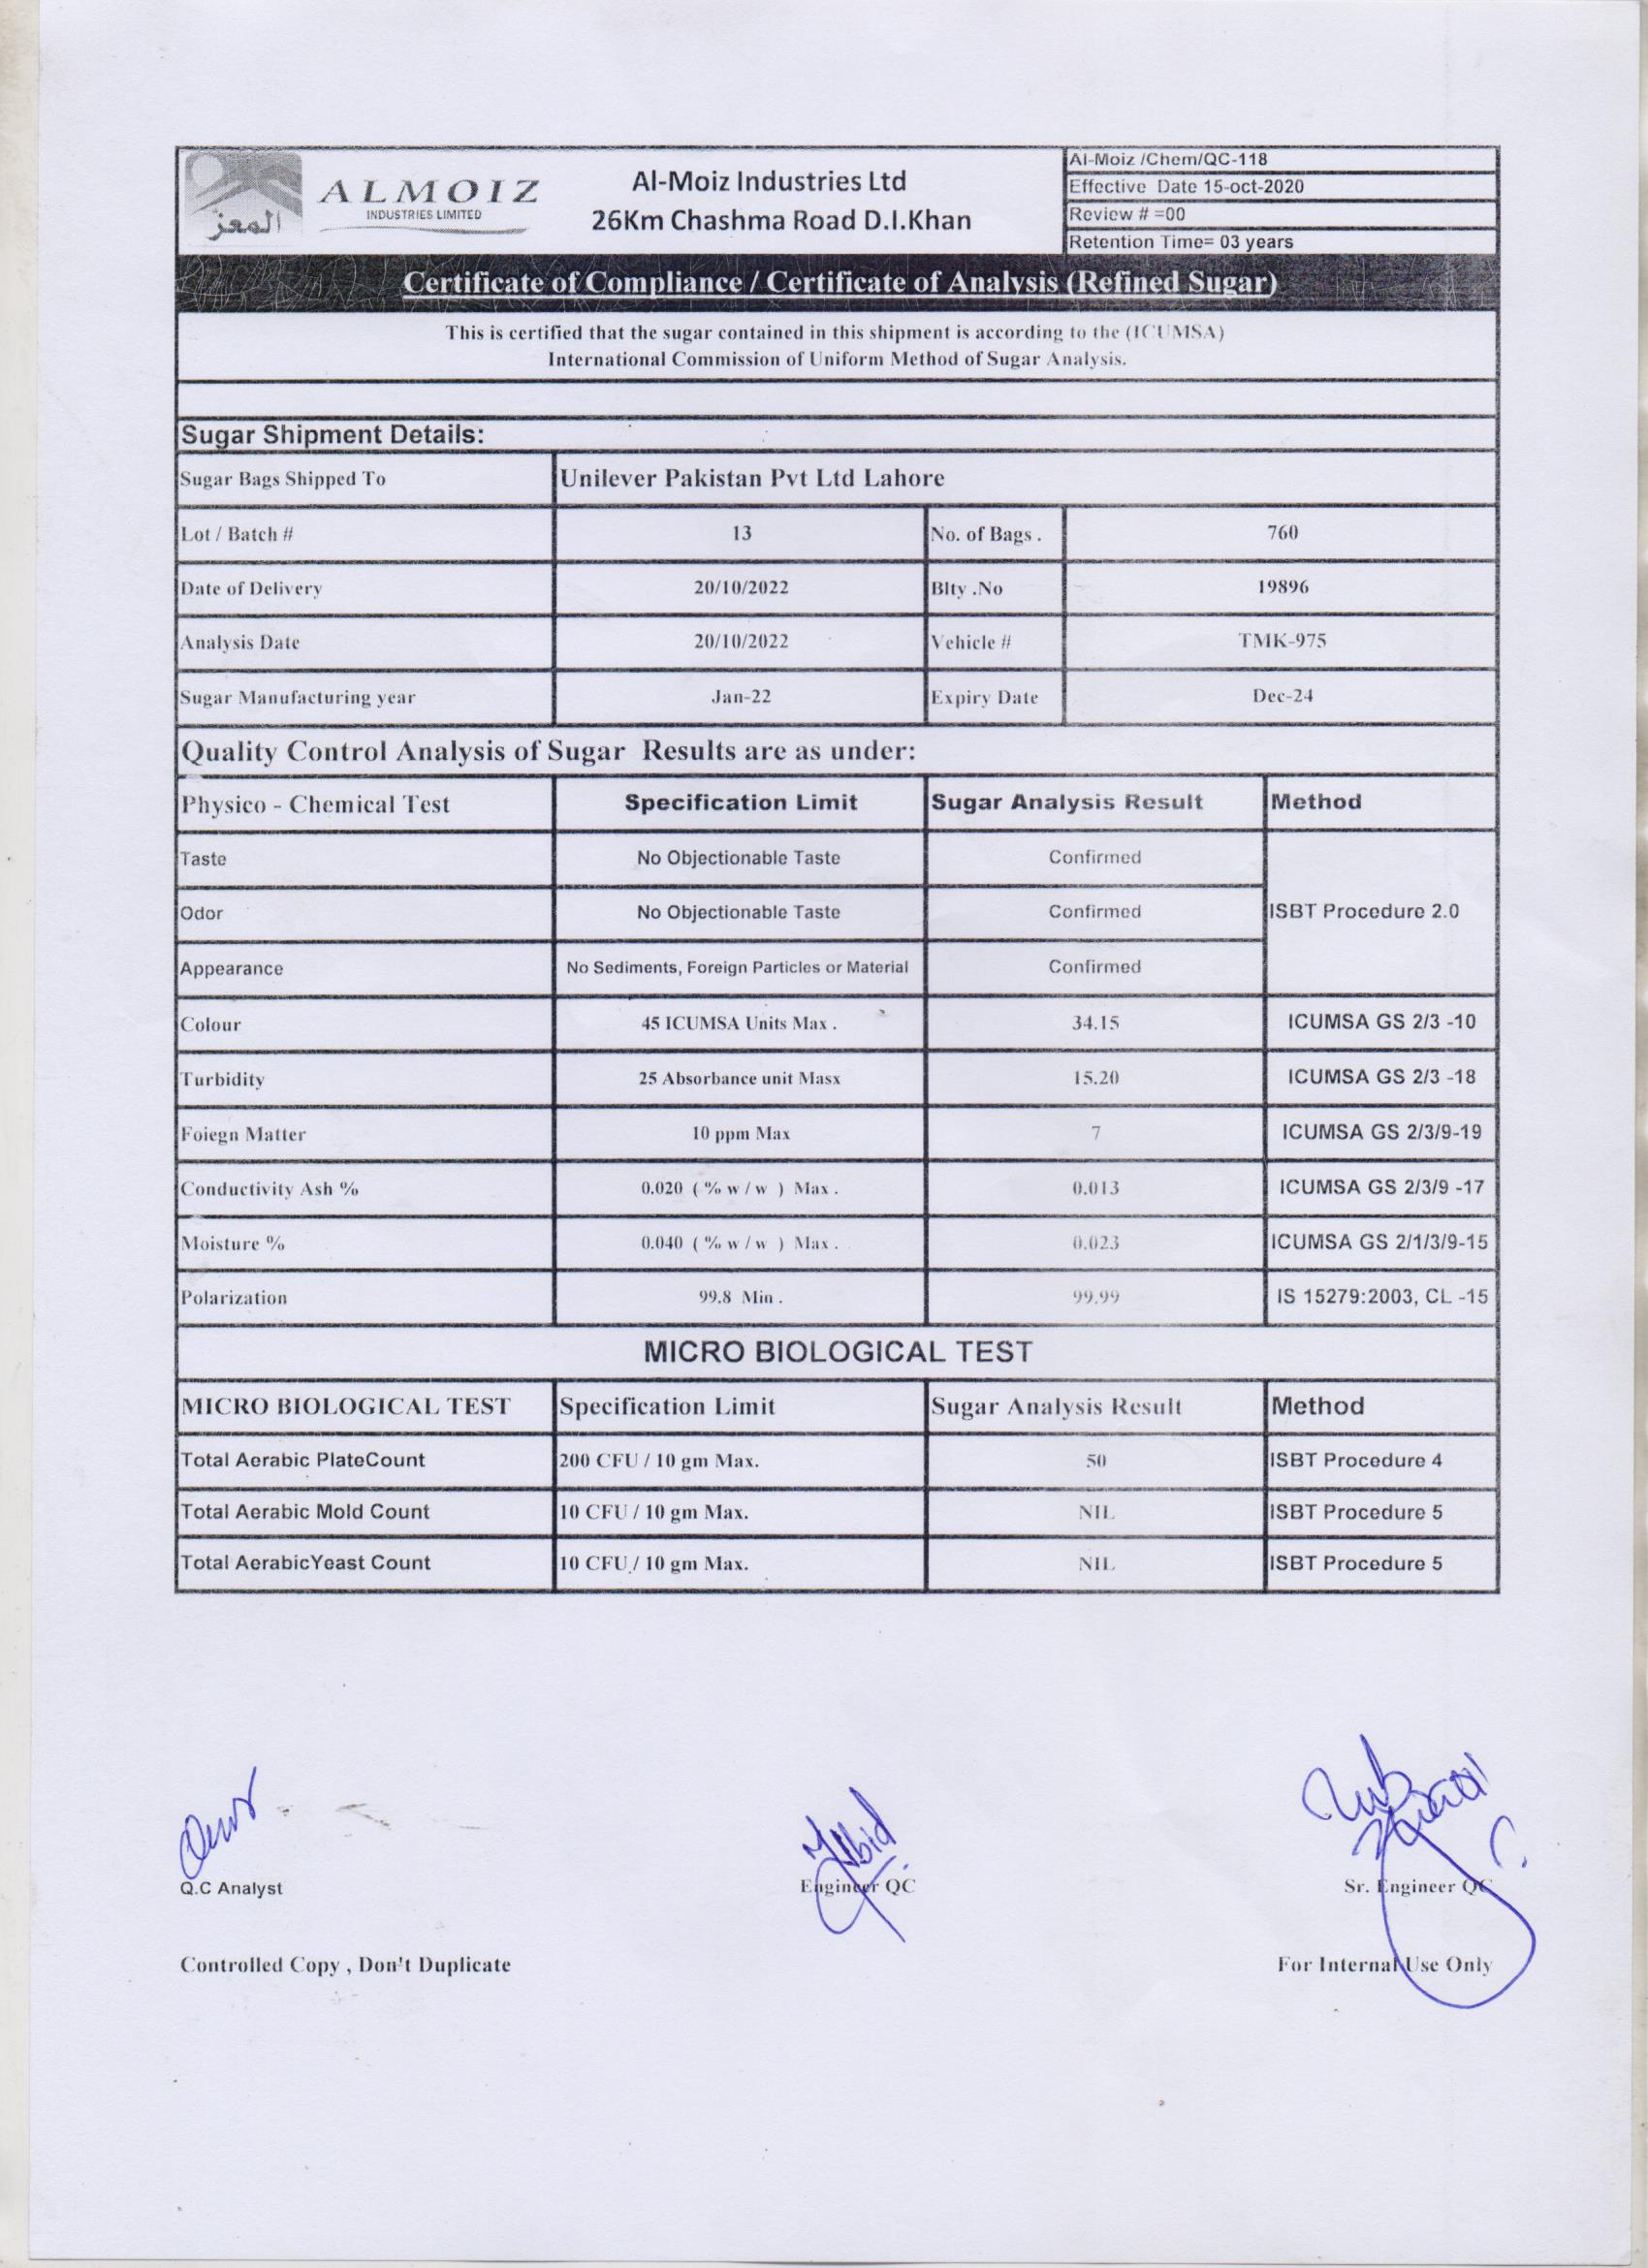 المعز
ALMOIZ
INDUSTRIES LIMITED
Al-Moiz Industries Ltd
26Km Chashma Road D.I.Khan
Al-Moiz /Chem/QC-118
Effective Date 15-oct-2020
Review # =00
Retention Time= 03 years
Certificate of Compliance / Certificate of Analysis (Refined Sugar)
This is certified that the sugar contained in this shipment is according to the (ICUMSA)
International Commission of Uniform Method of Sugar Analysis.
Sugar Shipment Details:
Sugar Bags Shipped To Unilever Pakistan Pvt Ltd Lahore
Lot / Batch # 13 No. of Bags . 760
Date of Delivery 20/10/2022 Blty .No 19896
Analysis Date 20/10/2022 Vehicle # TMK-975
Sugar Manufacturing year Jan-22 Expiry Date Dec-24
Quality Control Analysis of Sugar Results are as under:
Physico - Chemical Test Specification Limit Sugar Analysis Result Method
Taste No Objectionable Taste Confirmed
Odor No Objectionable Taste Confirmed ISBT Procedure 2.0
Appearance No Sediments, Foreign Particles or Material Confirmed
Colour 45 ICUMSA Units Max . 34.15 ICUMSA GS 2/3 -10
Turbidity 25 Absorbance unit Masx 15.20 ICUMSA GS 2/3 -18
Foiegn Matter 10 ppm Max 7 ICUMSA GS 2/3/9-19
Conductivity Ash % 0.020 ( % w / w ) Max . 0.013 ICUMSA GS 2/3/9 -17
Moisture % 0.040 ( % w / w ) Max . 0.023 ICUMSA GS 2/1/3/9-15
Polarization 99.8 Min . 99.99 IS 15279:2003, CL -15
MICRO BIOLOGICAL TEST
MICRO BIOLOGICAL TEST Specification Limit Sugar Analysis Result Method
Total Aerabic PlateCount 200 CFU / 10 gm Max. 50 ISBT Procedure 4
Total Aerabic Mold Count 10 CFU / 10 gm Max. NIL ISBT Procedure 5
Total AerabicYeast Count 10 CFU / 10 gm Max. NIL ISBT Procedure 5
Q.C Analyst Engineer QC Sr. Engineer QC
Controlled Copy , Don't Duplicate For Internal Use Only